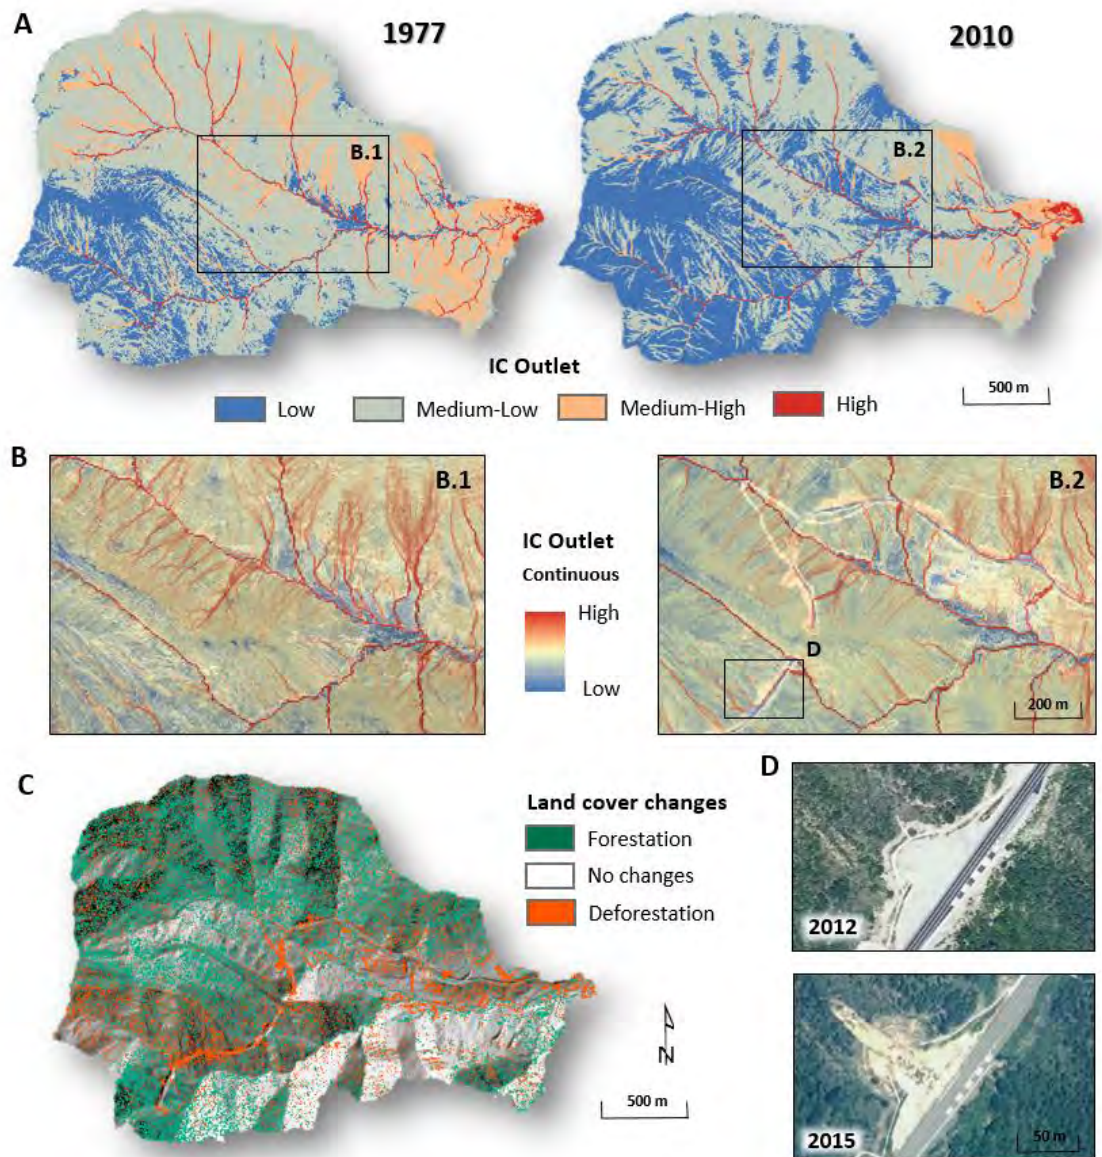 A
1977
2010
B.1
B.2
IC Outlet
Low
Medium-Low
Medium-High
High
500 m
B
B.1
B.2
IC Outlet
Continuous
High
Low
D
200 m
C
Land cover changes
Forestation
No changes
Deforestation
N
500 m
D
2012
2015
50 m